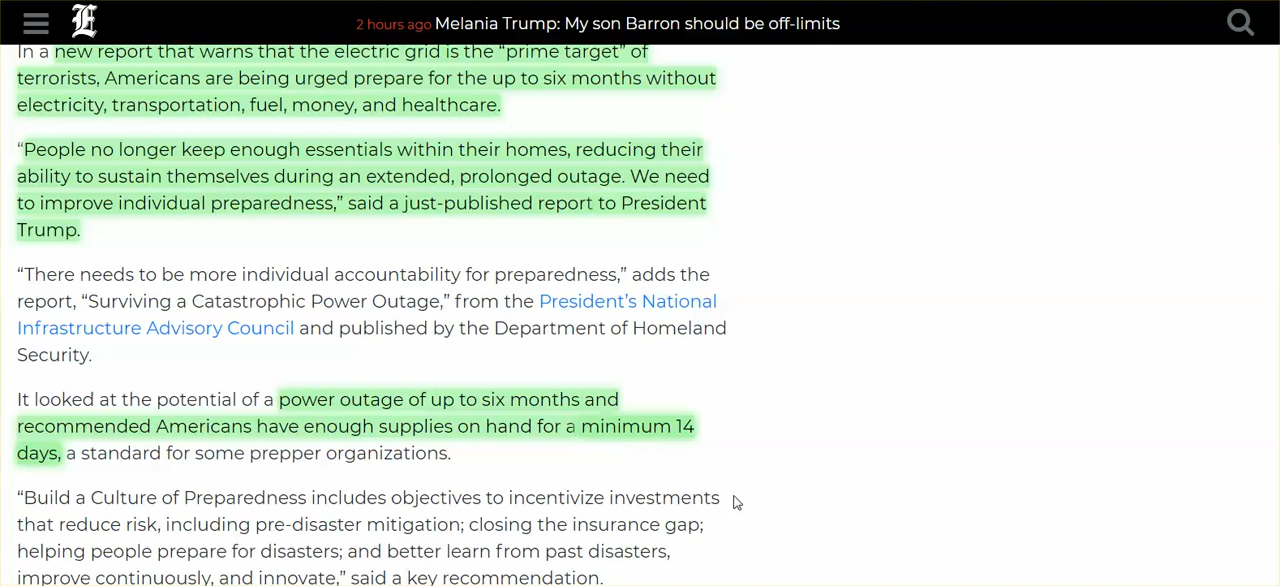 E
2 hours ago Melania Trump: My son Barron should be off-limits
In a new report that warns that the electric grid is the “prime target” of
terrorists, Americans are being urged prepare for the up to six months without
electricity, transportation, fuel, money, and healthcare.
“People no longer keep enough essentials within their homes, reducing their
ability to sustain themselves during an extended, prolonged outage. We need
to improve individual preparedness,” said a just-published report to President
Trump.
“There needs to be more individual accountability for preparedness,” adds the
report, “Surviving a Catastrophic Power Outage,” from the President’s National
Infrastructure Advisory Council and published by the Department of Homeland
Security.
It looked at the potential of a power outage of up to six months and
recommended Americans have enough supplies on hand for a minimum 14
days, a standard for some prepper organizations.
“Build a Culture of Preparedness includes objectives to incentivize investments
that reduce risk, including pre-disaster mitigation; closing the insurance gap;
helping people prepare for disasters; and better learn from past disasters,
improve continuously, and innovate,” said a key recommendation.